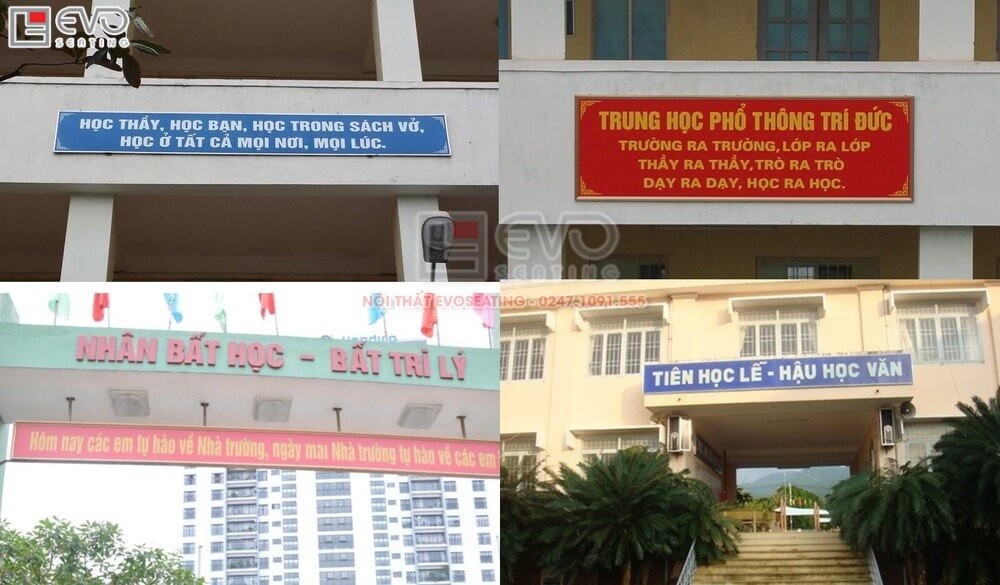 EVO
SEATING
HỌC THẦY, HỌC BẠN, HỌC TRONG SÁCH VỞ,
HỌC Ở TẤT CẢ MỌI NƠI, MỌI LÚC.
TRUNG HỌC PHỔ THÔNG TRÍ ĐỨC
TRƯỜNG RA TRƯỜNG, LỚP RA LỚP
THẦY RA THẦY, TRÒ RA TRÒ
DẠY RA DẠY, HỌC RA HỌC.
EVO
SEATING
NỘI THẤT EVOSEATING - 0247.1091.555
NHÂN BẤT HỌC - BẤT TRI LÝ
Hôm nay các em tự hào về Nhà trường, ngày mai Nhà trường tự hào về các em
TIÊN HỌC LỄ - HẬU HỌC VĂN